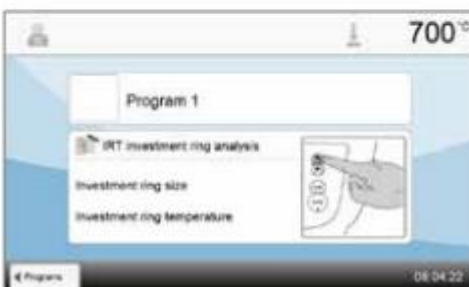 700°C
Program 1
IRT investment ring analysis
Investment ring size
Investment ring temperature
Programs
08:04:22